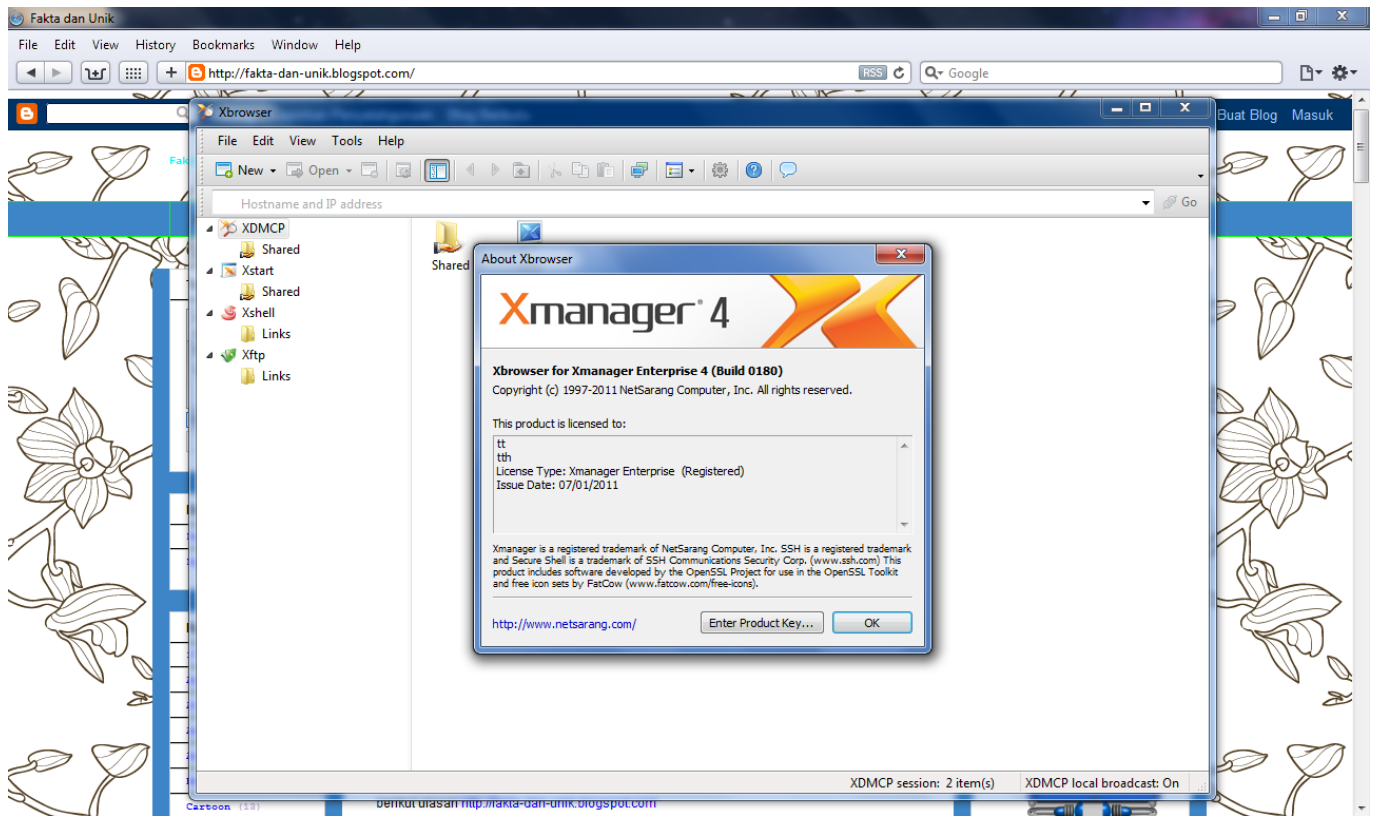 Fakta dan Unik
File Edit View History Bookmarks Window Help
http://fakta-dan-unik.blogspot.com/
RSS
Google
Buat Blog Masuk
Fak
Xbrowser
File Edit View Tools Help
New Open
Hostname and IP address
Go
XDMCP
Shared
Xstart
Shared
Xshell
Links
Xftp
Links
Shared
About Xbrowser
Xmanager 4
Xbrowser for Xmanager Enterprise 4 (Build 0180)
Copyright (c) 1997-2011 NetSarang Computer, Inc. All rights reserved.
This product is licensed to:
tt
tth
License Type: Xmanager Enterprise (Registered)
Issue Date: 07/01/2011
Xmanager is a registered trademark of NetSarang Computer, Inc. SSH is a registered trademark
and Secure Shell is a trademark of SSH Communications Security Corp. (www.ssh.com) This
product includes software developed by the OpenSSL Project for use in the OpenSSL Toolkit
and free icon sets by FatCow (www.fatcow.com/free-icons).
http://www.netsarang.com/
Enter Product Key...
OK
XDMCP session: 2 item(s)
XDMCP local broadcast: On
Cartoon (13)
berikut ulasan http://fakta-dan-unik.blogspot.com